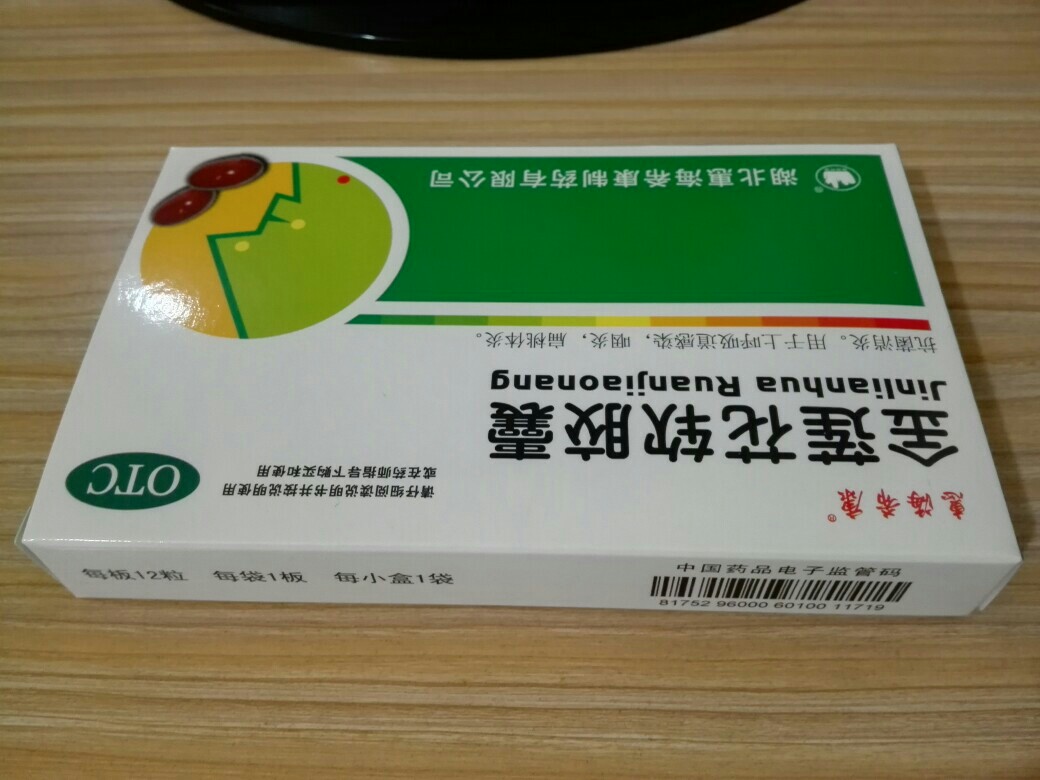 惠海希康®
金莲花软胶囊
Jinlianhua Ruanjiaonang
抗菌消炎。用于上呼吸道感染，咽炎，扁桃体炎。
湖北惠海希康制药有限公司
请仔细阅读说明书并按说明使用
或在药师指导下购买和使用
OTC
每板12粒 每袋1板 每小盒1袋
中国药品电子监管码
81752 96000 60100 11719